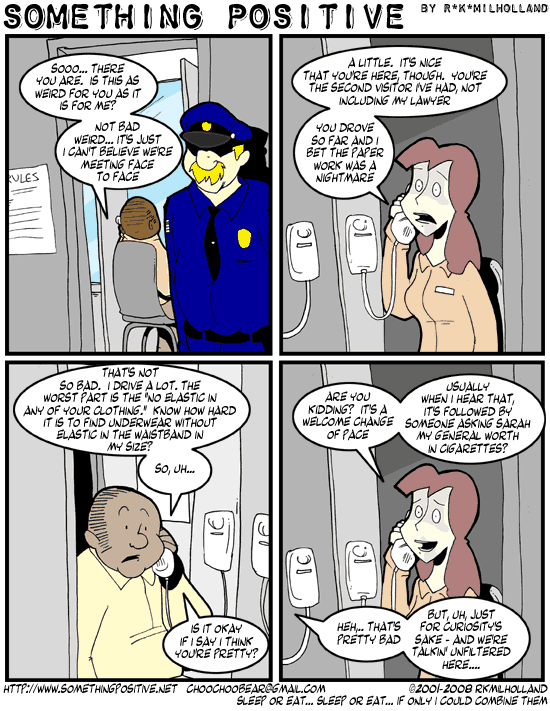 SOMETHING POSITIVE BY R*K*MILHOLLAND
SOOO... THERE
YOU ARE. IS THIS AS
WEIRD FOR YOU AS IT
IS FOR ME?
NOT BAD
WEIRD... IT'S JUST
I CAN'T BELIEVE WE'RE
MEETING FACE
TO FACE
RULES
A LITTLE. IT'S NICE
THAT YOU'RE HERE, THOUGH. YOU'RE
THE SECOND VISITOR I'VE HAD, NOT
INCLUDING MY LAWYER
YOU DROVE
SO FAR AND I
BET THE PAPER
WORK WAS A
NIGHTMARE
THAT'S NOT
SO BAD. I DRIVE A LOT. THE
WORST PART IS THE "NO ELASTIC IN
ANY OF YOUR CLOTHING." KNOW HOW HARD
IT IS TO FIND UNDERWEAR WITHOUT
ELASTIC IN THE WAISTBAND IN
MY SIZE?
SO, UH...
IS IT OKAY
IF I SAY I THINK
YOU'RE PRETTY?
ARE YOU
KIDDING? IT'S A
WELCOME CHANGE
OF PACE
USUALLY
WHEN I HEAR THAT,
IT'S FOLLOWED BY
SOMEONE ASKING SARAH
MY GENERAL WORTH
IN CIGARETTES?
HEH... THAT'S
PRETTY BAD
BUT, UH, JUST
FOR CURIOSITY'S
SAKE - AND WE'RE
TALKIN' UNFILTERED
HERE....
HTTP://WWW.SOMETHINGPOSITIVE.NET CHOOCHOOBEAR@GMAIL.COM ©2001-2008 RKMILHOLLAND
SLEEP OR EAT... SLEEP OR EAT... IF ONLY I COULD COMBINE THEM